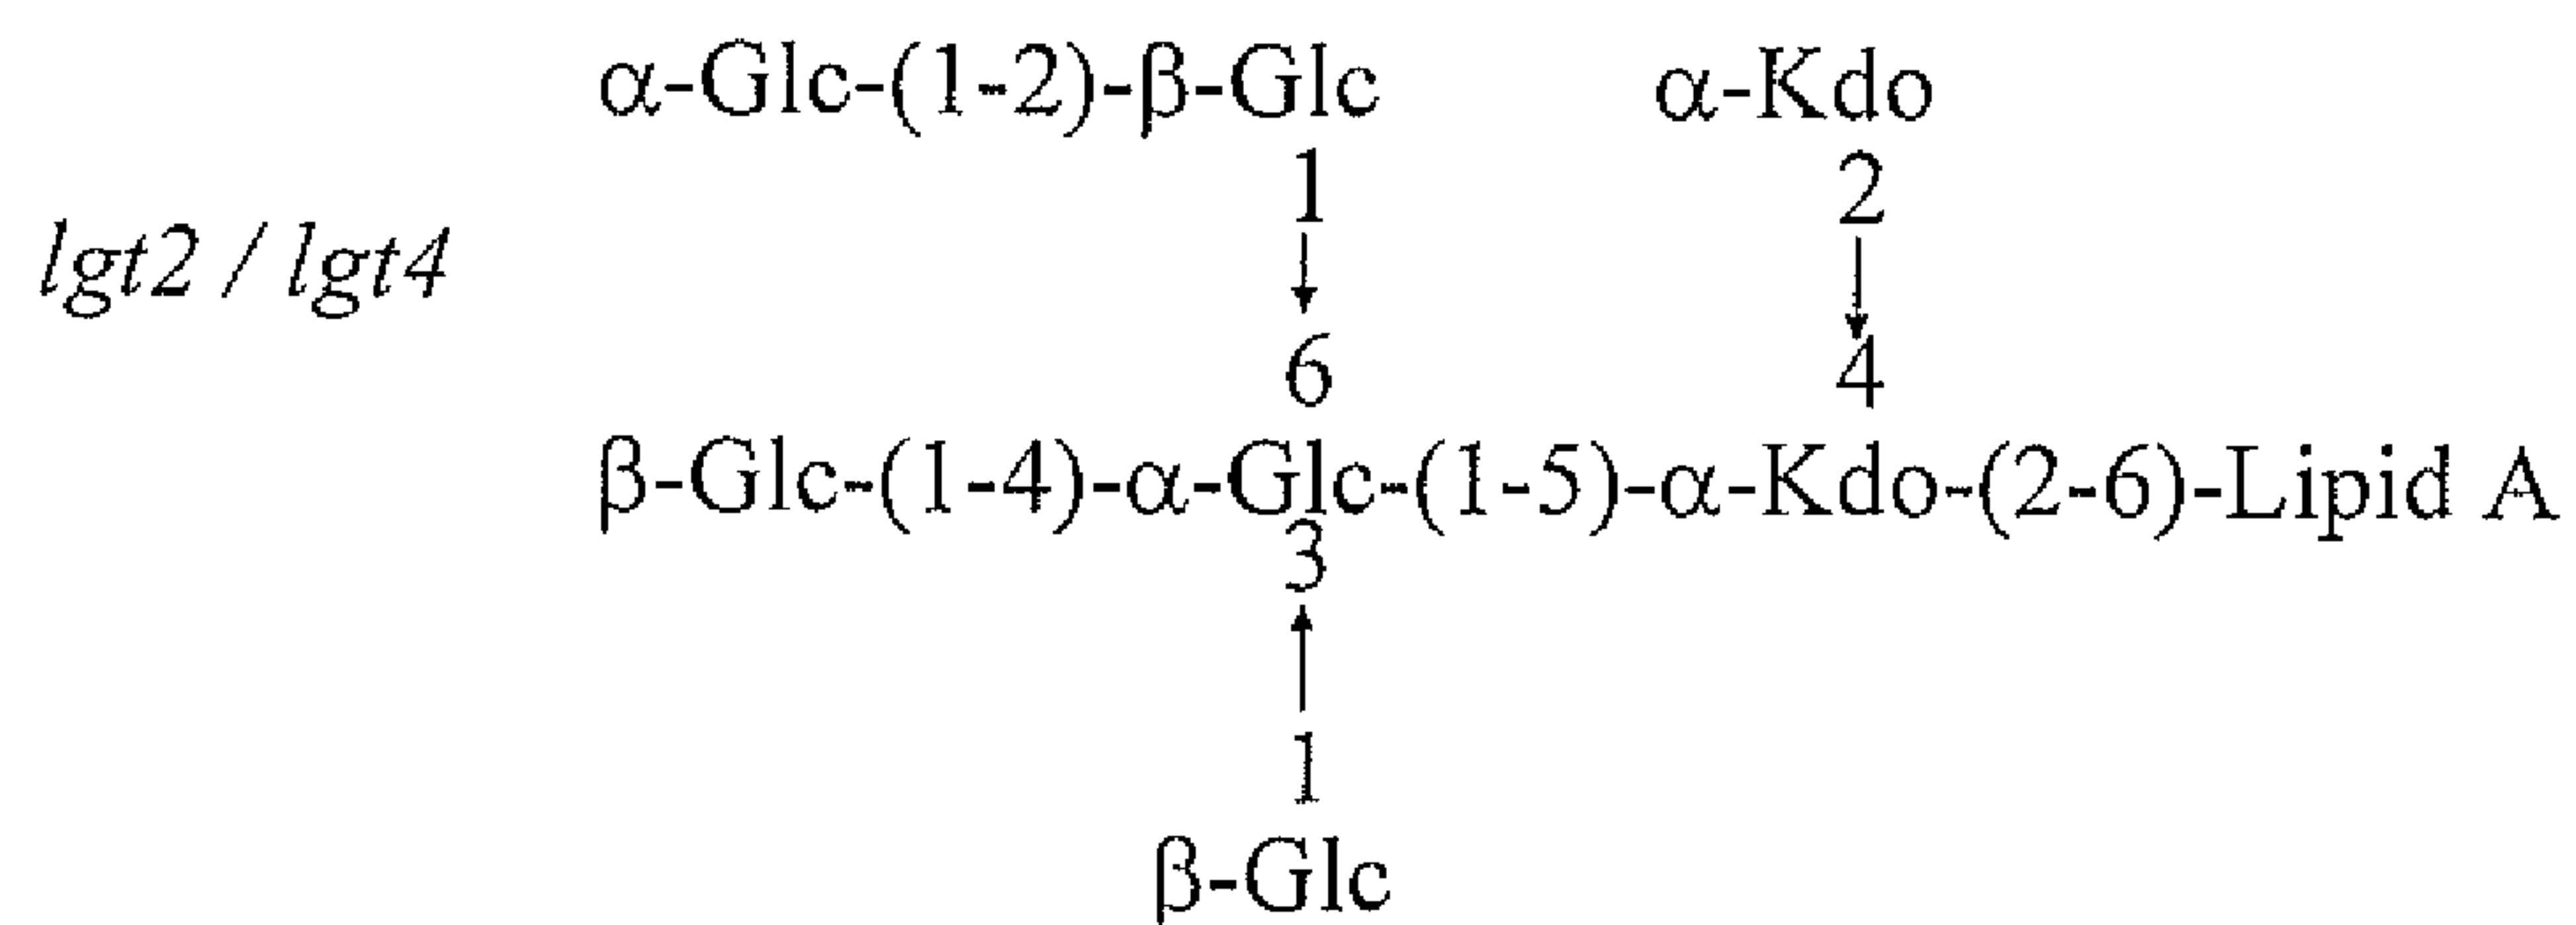 α-Glc-(1-2)-β-Glc α-Kdo
1 2
lgt2 / lgt4
6 4
β-Glc-(1-4)-α-Glc-(1-5)-α-Kdo-(2-6)-Lipid A
3
1
β-Glc